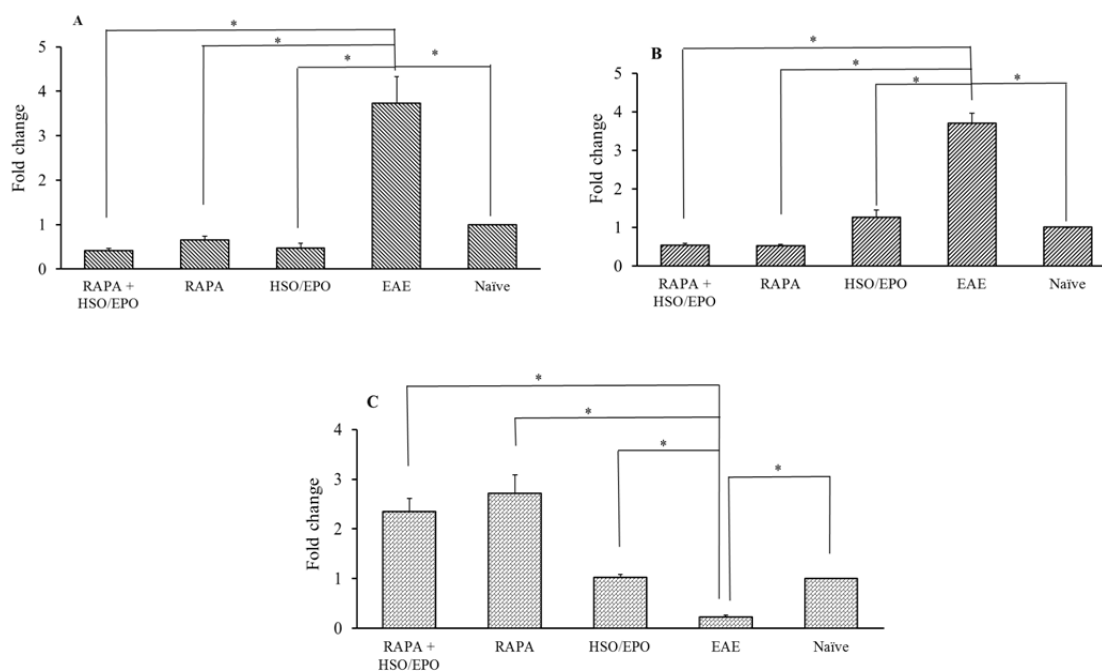 A
*
*
*
*
5
4
3
2
1
0
Fold change
RAPA +
HSO/EPO
RAPA
HSO/EPO
EAE
Naïve
B
*
*
*
*
5
4
3
2
1
0
Fold change
RAPA +
HSO/EPO
RAPA
HSO/EPO
EAE
Naïve
C
*
*
*
*
4
3
2
1
0
Fold change
RAPA +
HSO/EPO
RAPA
HSO/EPO
EAE
Naïve